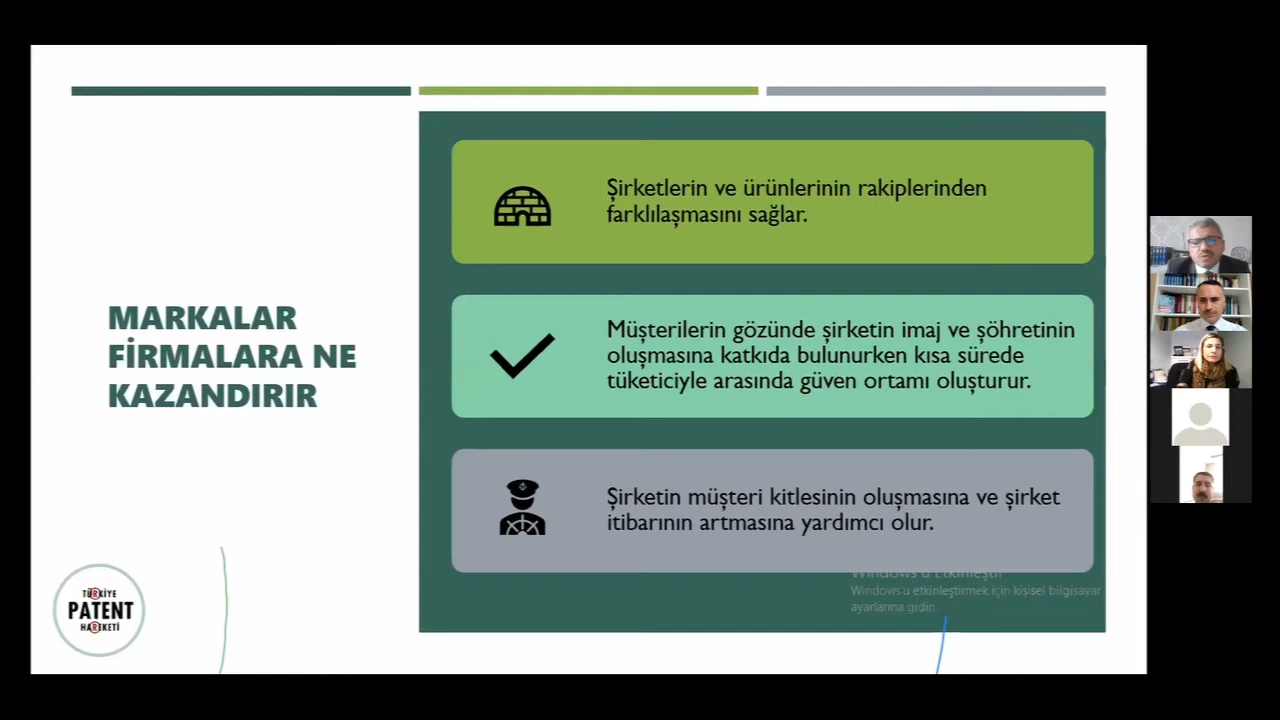 MARKALAR
FİRMALARA NE
KAZANDIRIR
Şirketlerin ve ürünlerinin rakiplerinden
farklılaşmasını sağlar.
Müşterilerin gözünde şirketin imaj ve şöhretinin
oluşmasına katkıda bulunurken kısa sürede
tüketiciyle arasında güven ortamı oluşturur.
Şirketin müşteri kitlesinin oluşmasına ve şirket
itibarının artmasına yardımcı olur.
Windows'u Etkinleştir
Windows'u etkinleştirmek için kişisel bilgisayar
ayarlarına gidin.
TÜRKİYE
PATENT
HAREKETİ